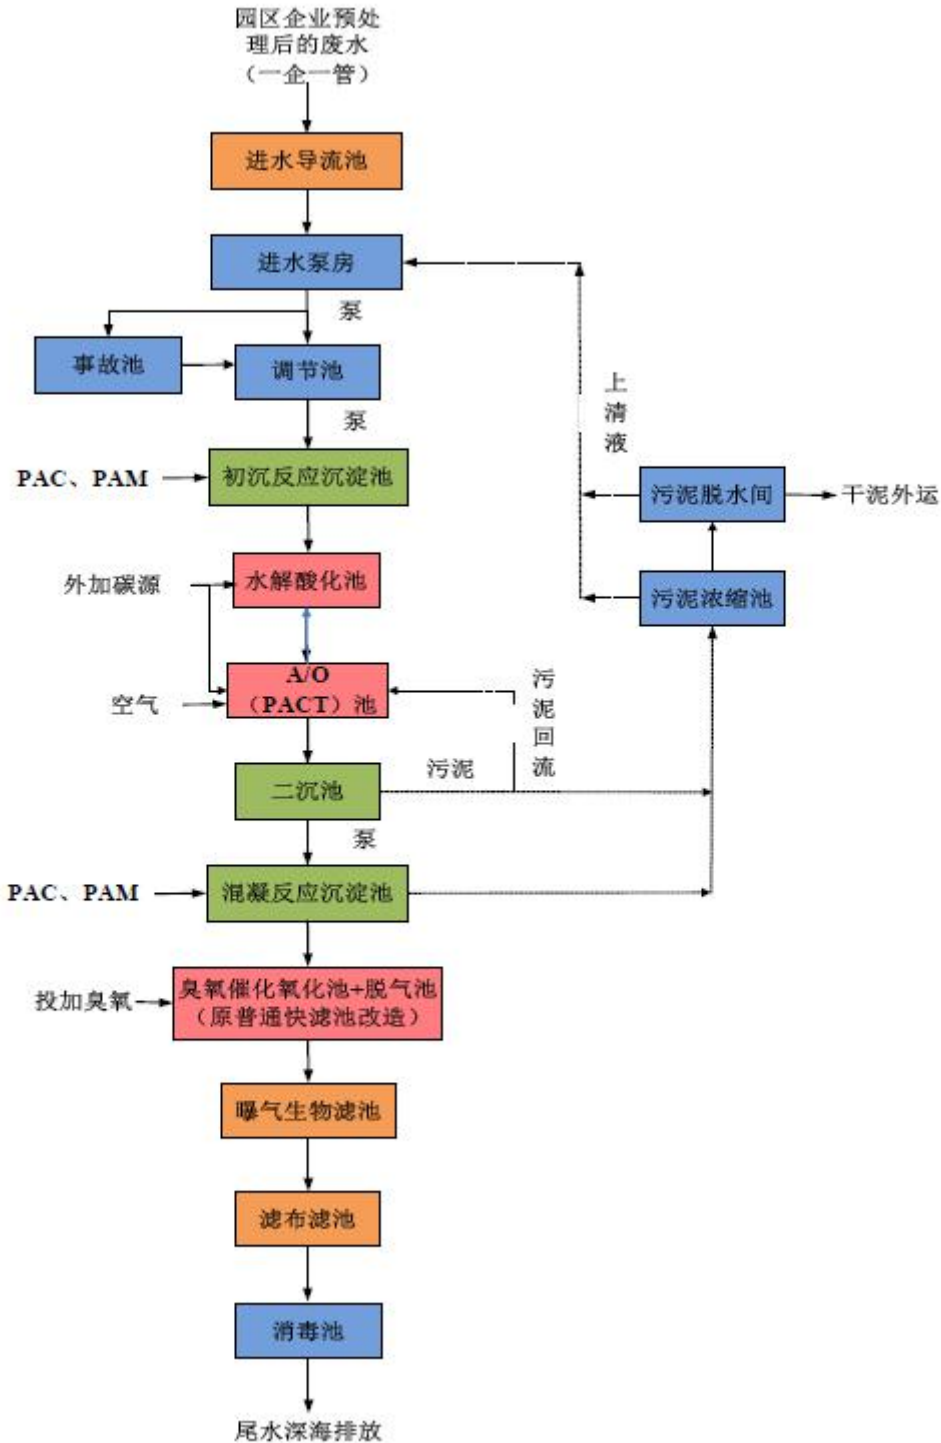 园区企业预处
理后的废水
（一企一管）
进水导流池
进水泵房
泵
事故池
调节池
泵
上清液
PAC、PAM
初沉反应沉淀池
污泥脱水间
干泥外运
外加碳源
水解酸化池
污泥浓缩池
A/O
（PACT）池
空气
污泥回流
污泥
二沉池
泵
PAC、PAM
混凝反应沉淀池
投加臭氧
臭氧催化氧化池+脱气池
（原普通快滤池改造）
曝气生物滤池
滤布滤池
消毒池
尾水深海排放